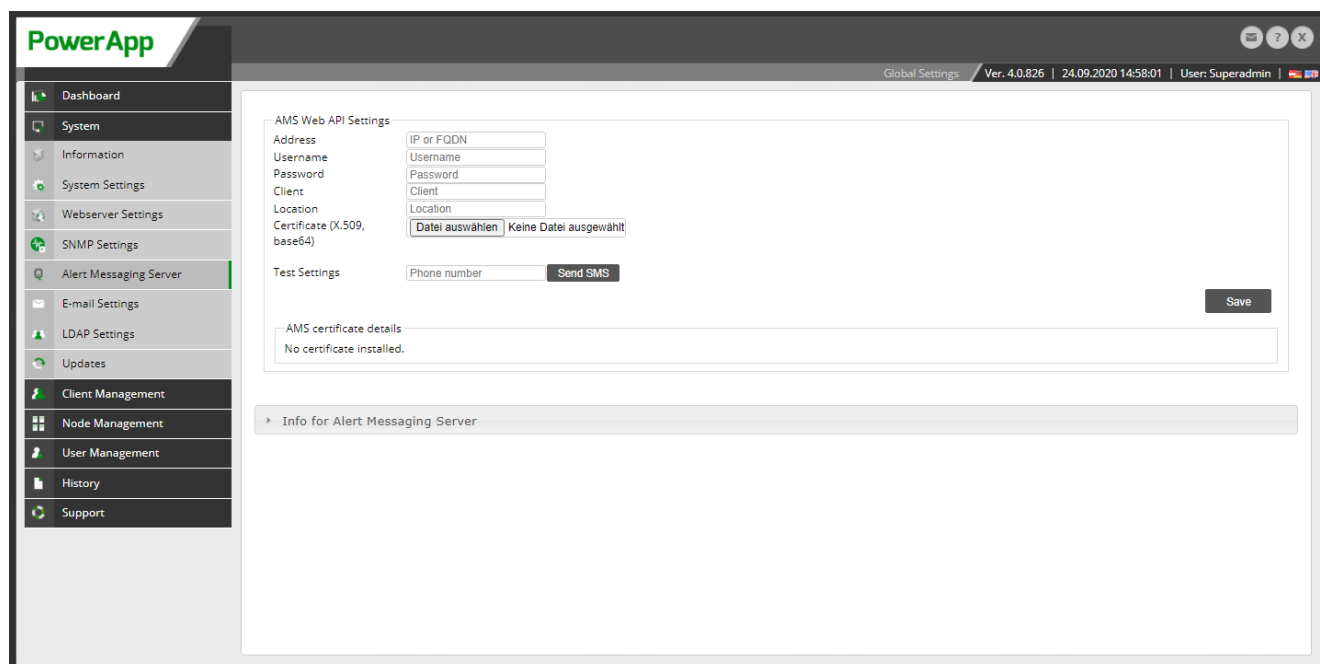 PowerApp
?
X
Global Settings
Ver. 4.0.826 | 24.09.2020 14:58:01 | User: Superadmin |
Dashboard
System
Information
System Settings
Webserver Settings
SNMP Settings
Alert Messaging Server
E-mail Settings
LDAP Settings
Updates
Client Management
Node Management
User Management
History
Support
AMS Web API Settings
Address IP or FQDN
Username Username
Password Password
Client Client
Location Location
Certificate (X.509, Datei auswählen Keine Datei ausgewählt
base64)
Test Settings Phone number Send SMS
Save
AMS certificate details
No certificate installed.
Info for Alert Messaging Server